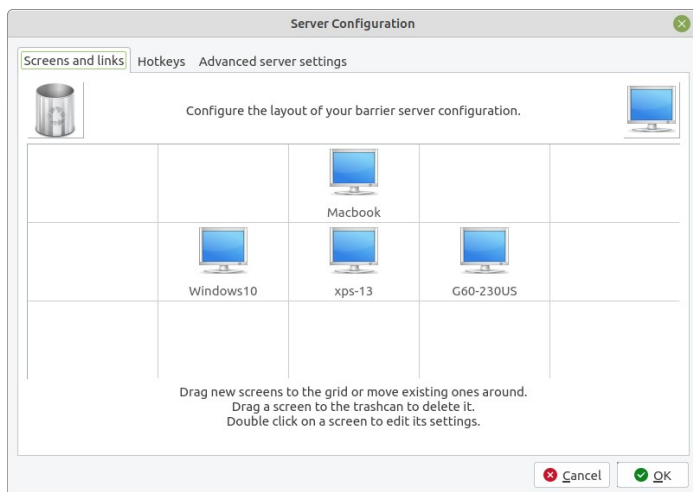 Server Configuration
Screens and links Hotkeys Advanced server settings
Configure the layout of your barrier server configuration.
Macbook
Windows10 xps-13 G60-230US
Drag new screens to the grid or move existing ones around.
Drag a screen to the trashcan to delete it.
Double click on a screen to edit its settings.
Cancel OK